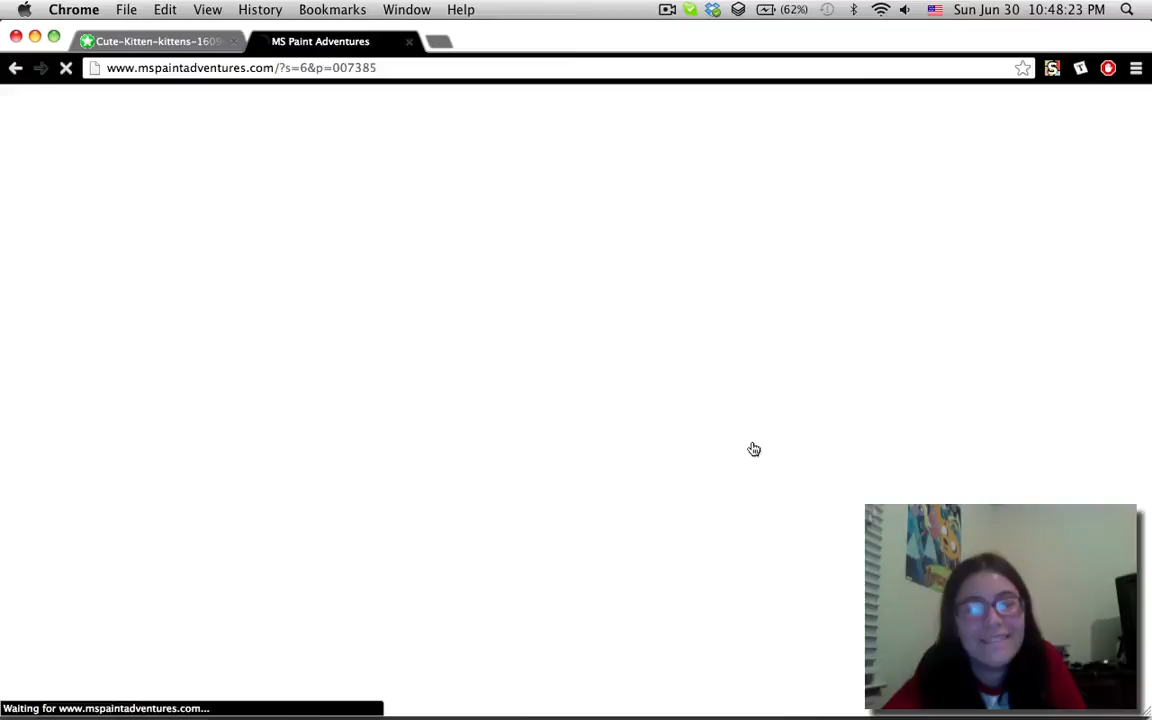 Chrome File Edit View History Bookmarks Window Help (62%) Sun Jun 30 10:48:23 PM
Cute-Kitten-kittens-1609 MS Paint Adventures
www.mspaintadventures.com/?s=6&p=007385
Waiting for www.mspaintadventures.com...